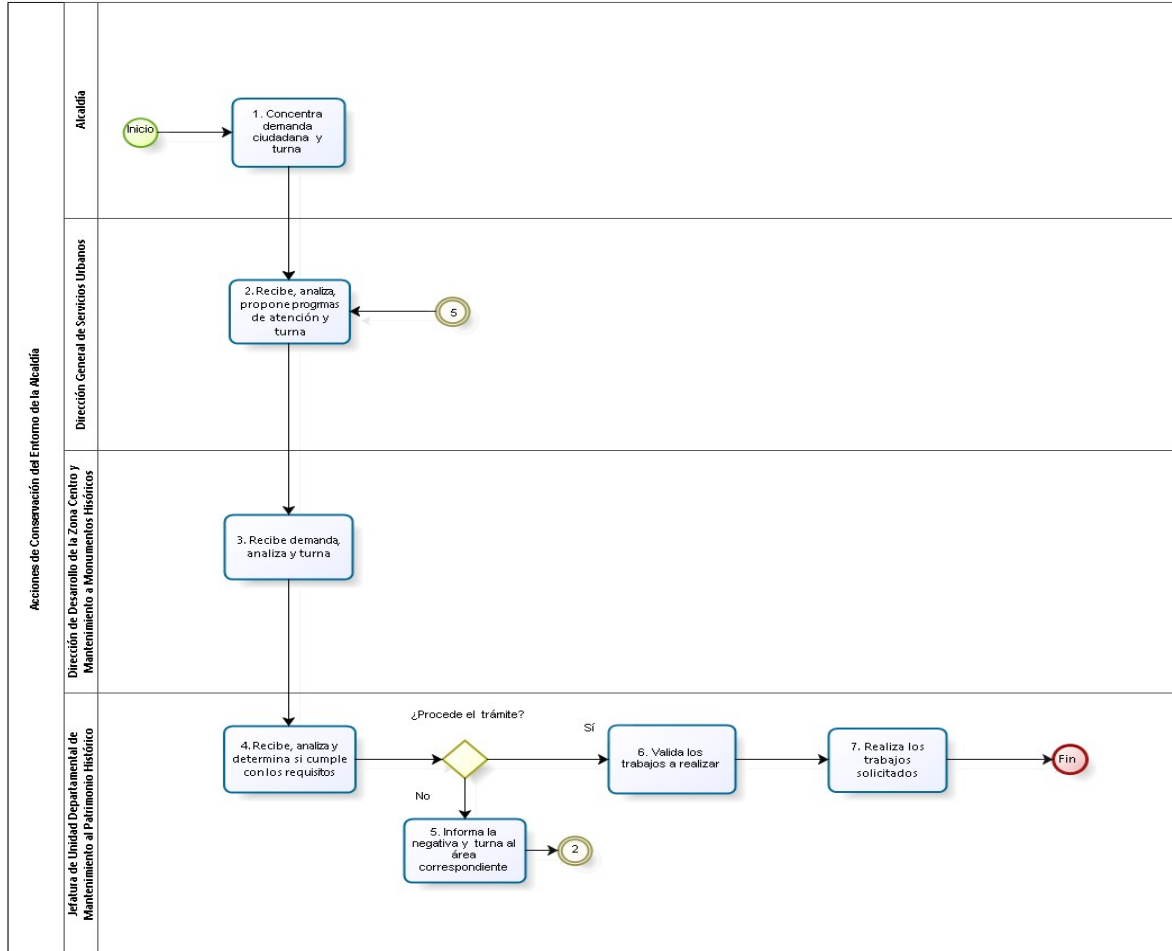 Acciones de Conservación del Entorno de la Alcaldía
Alcaldía
Inicio
1. Concentra
demanda
ciudadana y
turna
Dirección General de Servicios Urbanos
2. Recibe, analiza,
propone progrmas
de atención y
turna
5
Dirección de Desarrollo de la Zona Centro y
Mantenimiento a Monumentos Hisóricos
3. Recibe demanda,
analiza y turna
Jefatura de Unidad Departamental de
Mantenimiento al Patrimonio Histórico
4. Recibe, analiza y
determina si cumple
con los requisitos
¿Procede el trámite?
Sí
No
6. Valida los
trabajos a realizar
7. Realiza los
trabajos
solicitados
Fin
5. Informa la
negativa y turna al
área
correspondiente
2